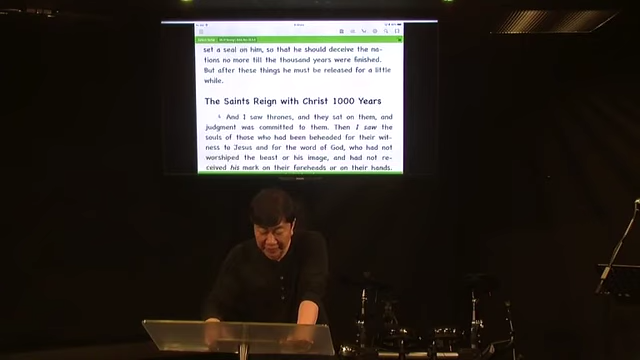 set a seal on him, so that he should deceive the na-
tions no more till the thousand years were finished.
But after these things he must be released for a little
while.
The Saints Reign with Christ 1000 Years
4 And I saw thrones, and they sat on them, and
judgment was committed to them. Then I saw the
souls of those who had been beheaded for their wit-
ness to Jesus and for the word of God, who had not
worshiped the beast or his image, and had not re-
ceived his mark on their foreheads or on their hands.